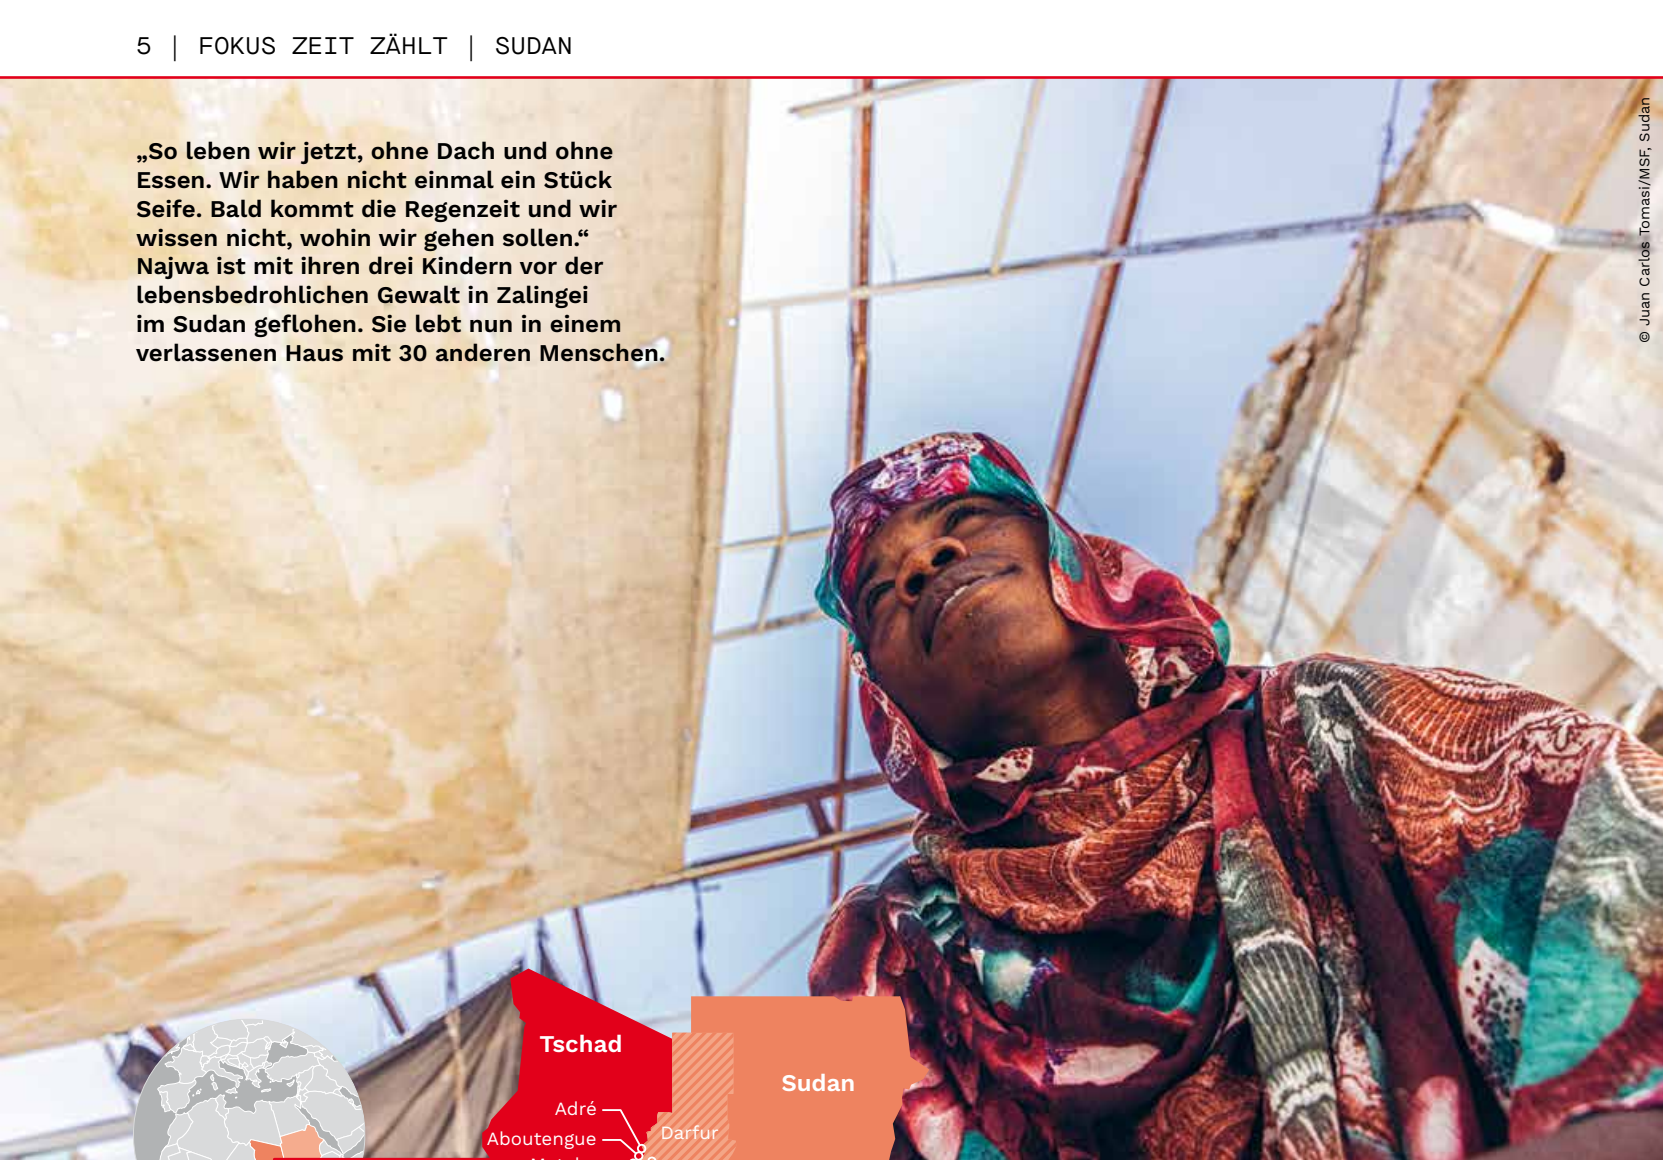 5 | FOKUS ZEIT ZÄHLT | SUDAN
„So leben wir jetzt, ohne Dach und ohne
Essen. Wir haben nicht einmal ein Stück
Seife. Bald kommt die Regenzeit und wir
wissen nicht, wohin wir gehen sollen.“
Najwa ist mit ihren drei Kindern vor der
lebensbedrohlichen Gewalt in Zalingei
im Sudan geflohen. Sie lebt nun in einem
verlassenen Haus mit 30 anderen Menschen.
© Juan Carlos Tomasi/MSF, Sudan
Tschad
Sudan
Adré
Darfur
Aboutengue